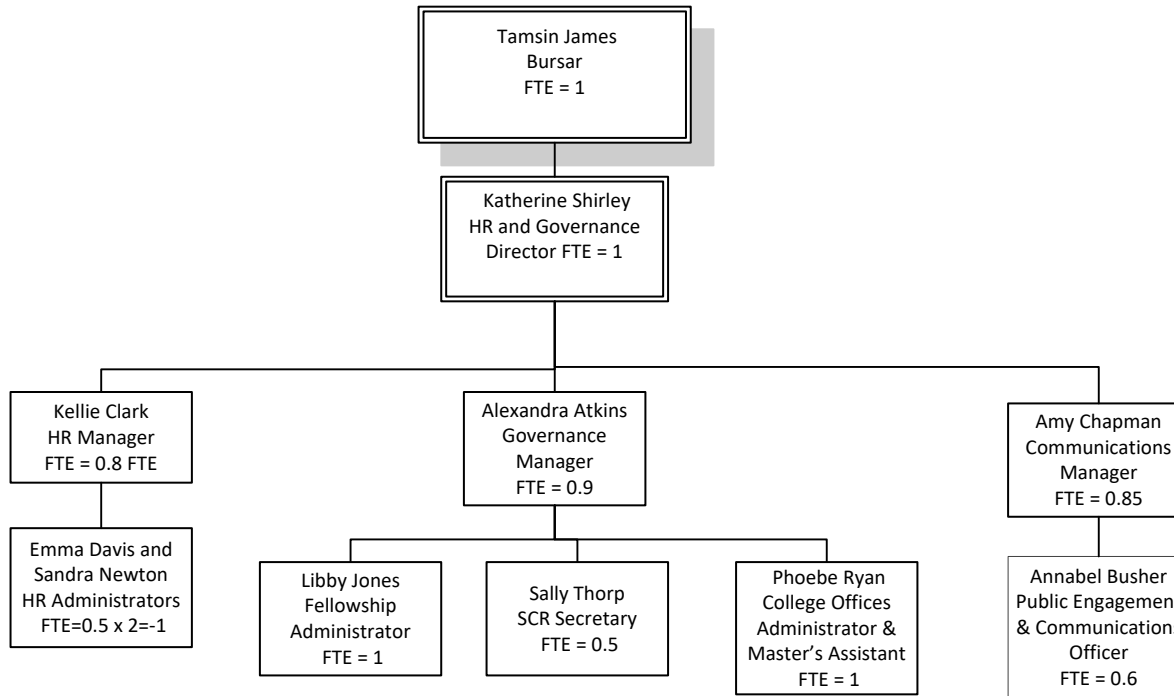 Tamsin James
Bursar
FTE = 1
Katherine Shirley
HR and Governance
Director FTE = 1
Kellie Clark
HR Manager
FTE = 0.8 FTE
Alexandra Atkins
Governance
Manager
FTE = 0.9
Amy Chapman
Communications
Manager
FTE = 0.85
Emma Davis and
Sandra Newton
HR Administrators
FTE=0.5 x 2=-1
Libby Jones
Fellowship
Administrator
FTE = 1
Sally Thorp
SCR Secretary
FTE = 0.5
Phoebe Ryan
College Offices
Administrator &
Master’s Assistant
FTE = 1
Annabel Busher
Public Engagemen
& Communication
Officer
FTE = 0.6